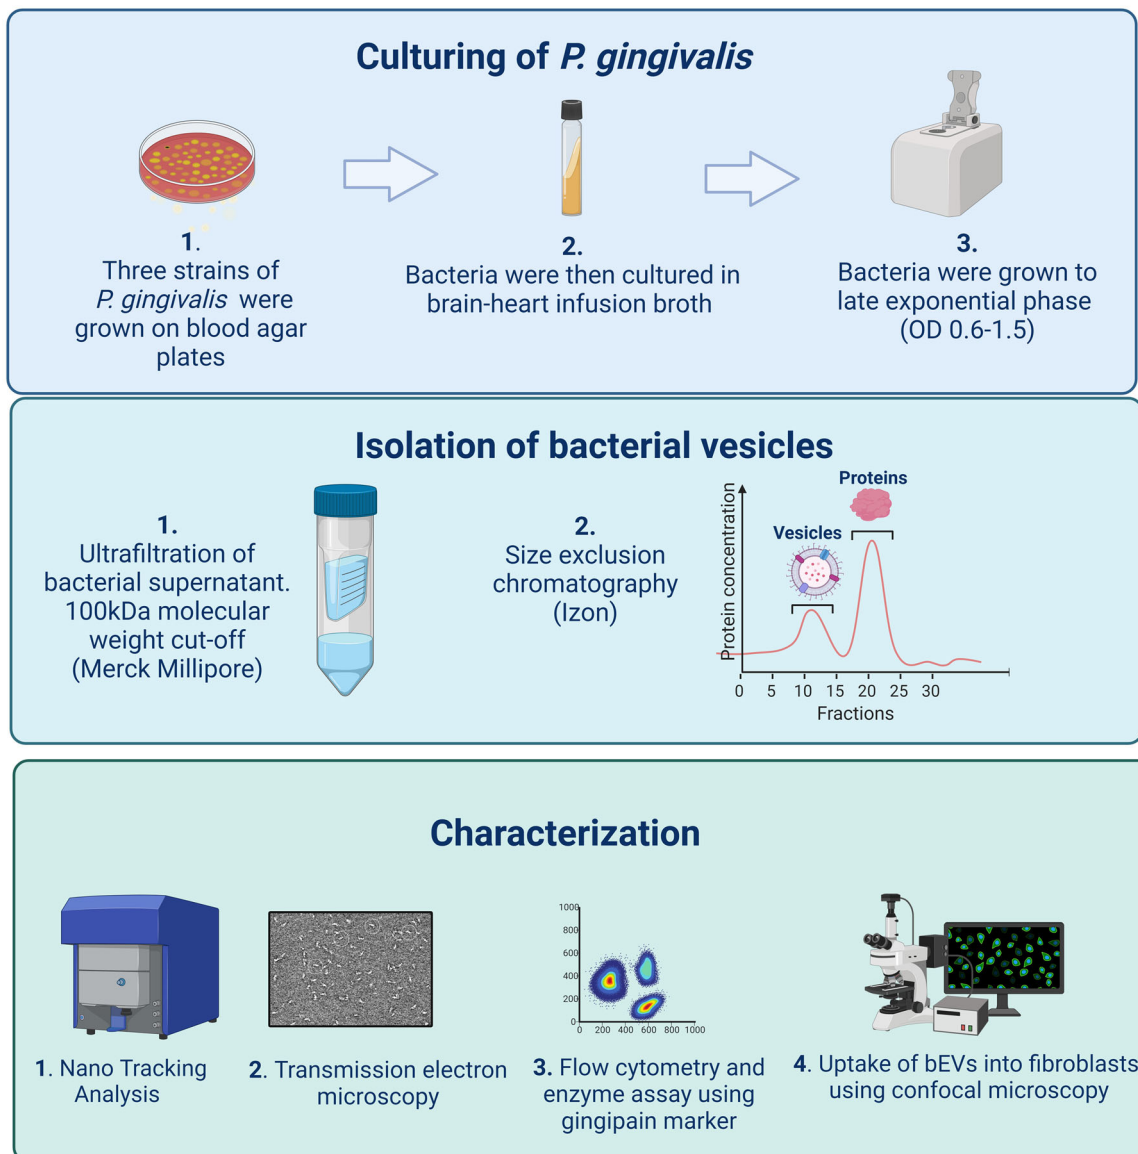 Culturing of P. gingivalis
1.
Three strains of
P. gingivalis were
grown on blood agar
plates
2.
Bacteria were then cultured in
brain-heart infusion broth
3.
Bacteria were grown to
late exponential phase
(OD 0.6-1.5)
Isolation of bacterial vesicles
1.
Ultrafiltration of
bacterial supernatant.
100kDa molecular
weight cut-off
(Merck Millipore)
2.
Size exclusion
chromatography
(Izon)
Protein concentration
Proteins
Vesicles
0 5 10 15 20 25 30
Fractions
Characterization
1. Nano Tracking
Analysis
2. Transmission electron
microscopy
1000
800
600
400
200
0
0 200 400 600 800 1000
3. Flow cytometry and
enzyme assay using
gingipain marker
4. Uptake of bEVs into fibroblasts
using confocal microscopy